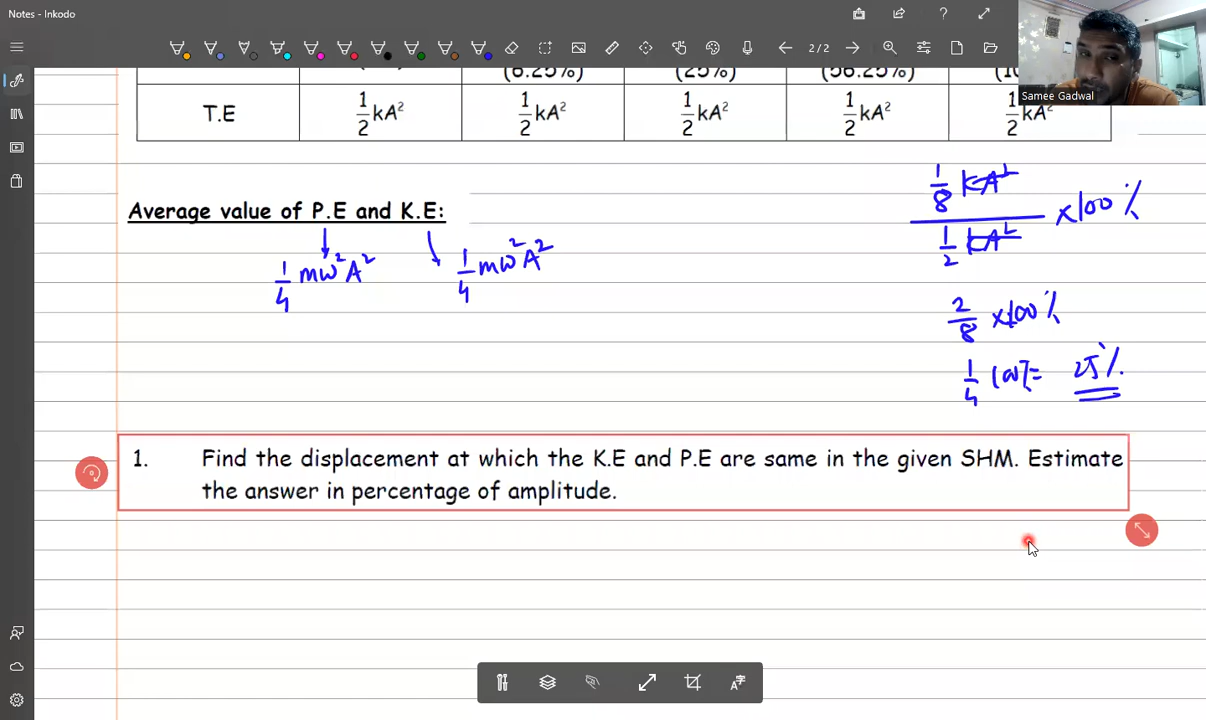 Notes - Inkodo
2/2
Samee Gadwal
(6.25%) (25%) (56.25%)
T.E 1/2 kA² 1/2 kA² 1/2 kA² 1/2 kA² 1/2 kA²
Average value of P.E and K.E:
1/4 mω²A² 1/4 mω²A²
1/8 KA²
x100 %
1/2 KA²
2/8 x100 %
1/4 100 = 25%
1. Find the displacement at which the K.E and P.E are same in the given SHM. Estimate
the answer in percentage of amplitude.